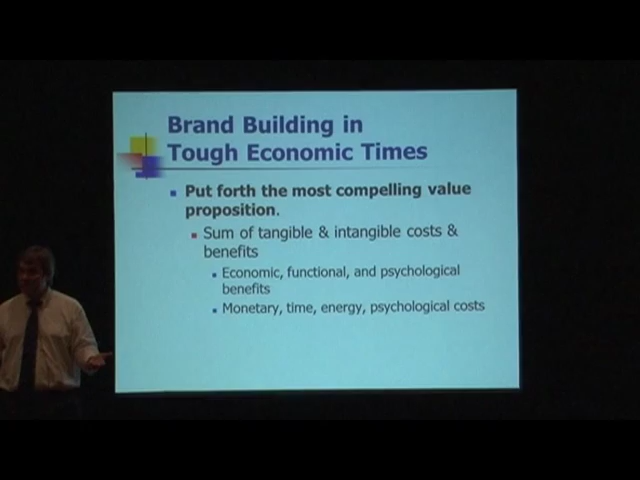 Brand Building in
Tough Economic Times
Put forth the most compelling value
proposition.
Sum of tangible & intangible costs &
benefits
Economic, functional, and psychological
benefits
Monetary, time, energy, psychological costs